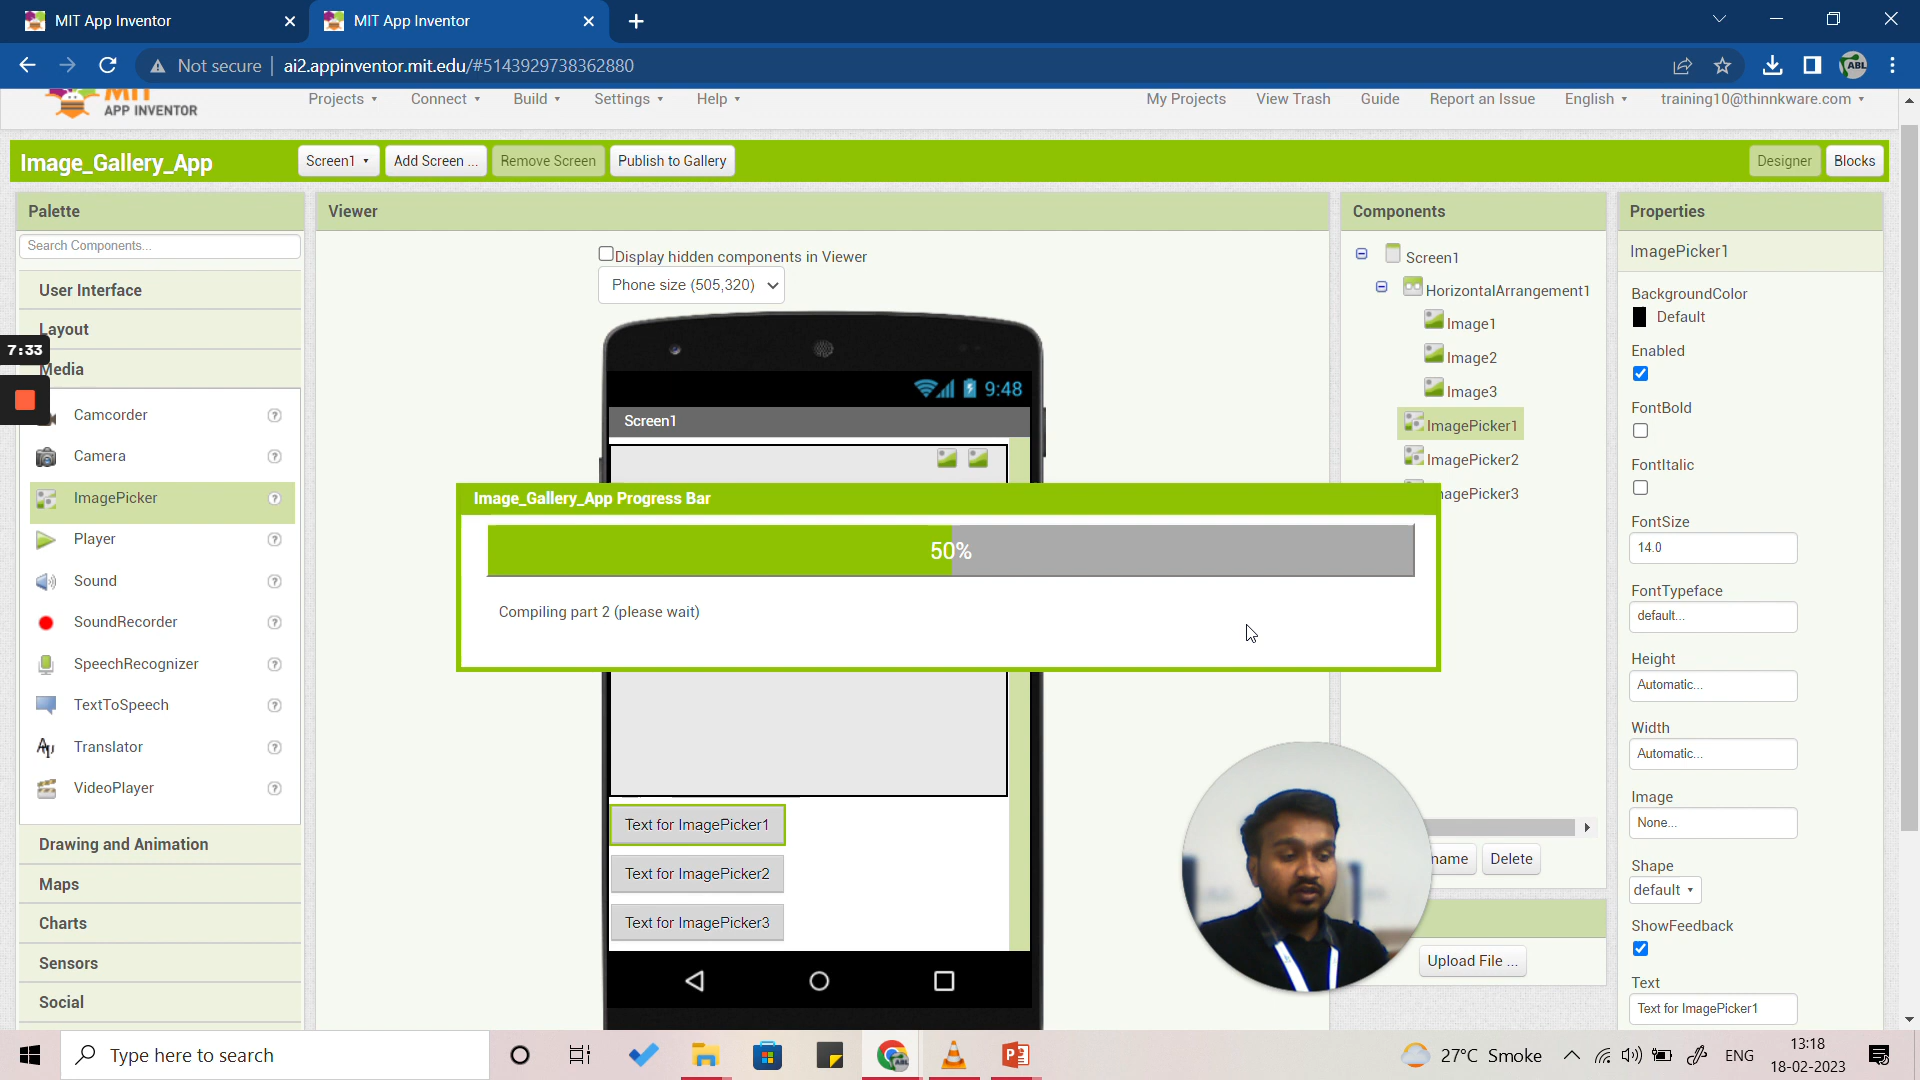 MIT App Inventor
MIT App Inventor
Not secure
ai2.appinventor.mit.edu/#5143929738362880
ABL
MIT
APP INVENTOR
Projects
Connect
Build
Settings
Help
My Projects
View Trash
Guide
Report an Issue
English
training10@thinnkware.com
Image_Gallery_App
Screen1
Add Screen ...
Remove Screen
Publish to Gallery
Designer
Blocks
Palette
Search Components...
User Interface
Layout
Media
7:33
Camcorder
Camera
ImagePicker
Player
Sound
SoundRecorder
SpeechRecognizer
TextToSpeech
Translator
VideoPlayer
Drawing and Animation
Maps
Charts
Sensors
Social
Viewer
Display hidden components in Viewer
Phone size (505,320)
9:48
Screen1
Image_Gallery_App Progress Bar
50%
Compiling part 2 (please wait)
Text for ImagePicker1
Text for ImagePicker2
Text for ImagePicker3
Components
Screen1
HorizontalArrangement1
Image1
Image2
Image3
ImagePicker1
ImagePicker2
agePicker3
name
Delete
Upload File ...
Properties
ImagePicker1
BackgroundColor
Default
Enabled
FontBold
FontItalic
FontSize
14.0
FontTypeface
default...
Height
Automatic...
Width
Automatic...
Image
None...
Shape
default
ShowFeedback
Text
Text for ImagePicker1
Type here to search
27°C Smoke
ENG
13:18
18-02-2023